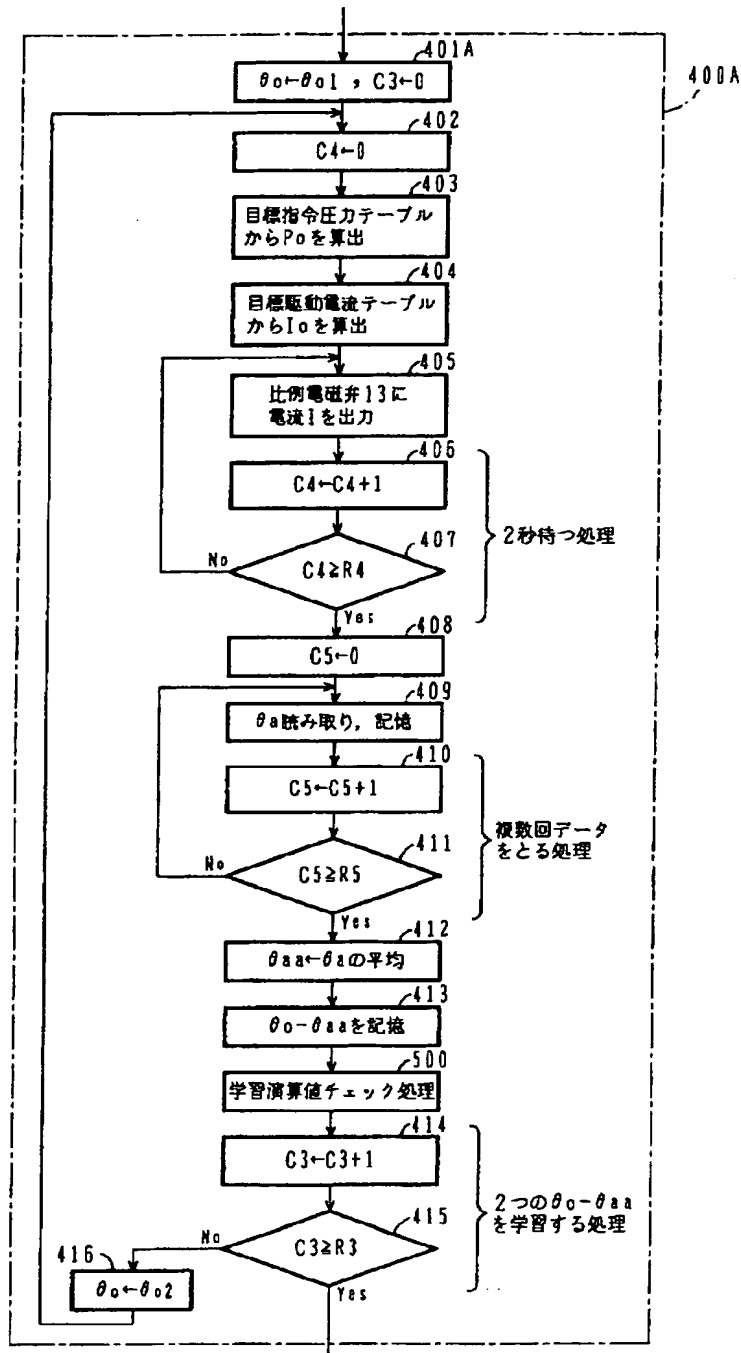 401A
θo←θo1 , C3←0
400A
402
C4←0
403
目標指令圧力テーブル
からPoを算出
404
目標駆動電流テーブル
からIoを算出
405
比例電磁弁13に
電流Iを出力
406
C4←C4+1
2秒待つ処理
407
C4≧R4
No
Yes
408
C5←0
409
θa読み取り, 記憶
410
C5←C5+1
複数回データ
をとる処理
411
C5≧R5
No
Yes
412
θaa←θaの平均
413
θo-θaaを記憶
500
学習演算値チェック処理
414
C3←C3+1
2つのθo-θaa
を学習する処理
415
C3≧R3
No
Yes
416
θo←θo2